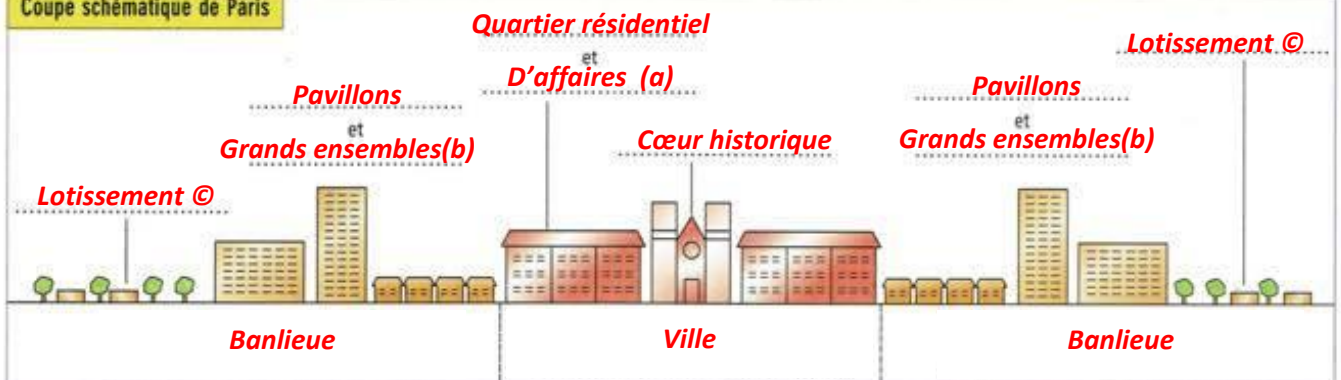 Coupe schématique de Paris
Quartier résidentiel
et
D'affaires (a)
Lotissement ©
Pavillons
et
Grands ensembles(b)
Cœur historique
Pavillons
et
Grands ensembles(b)
Lotissement ©
Banlieue
Ville
Banlieue